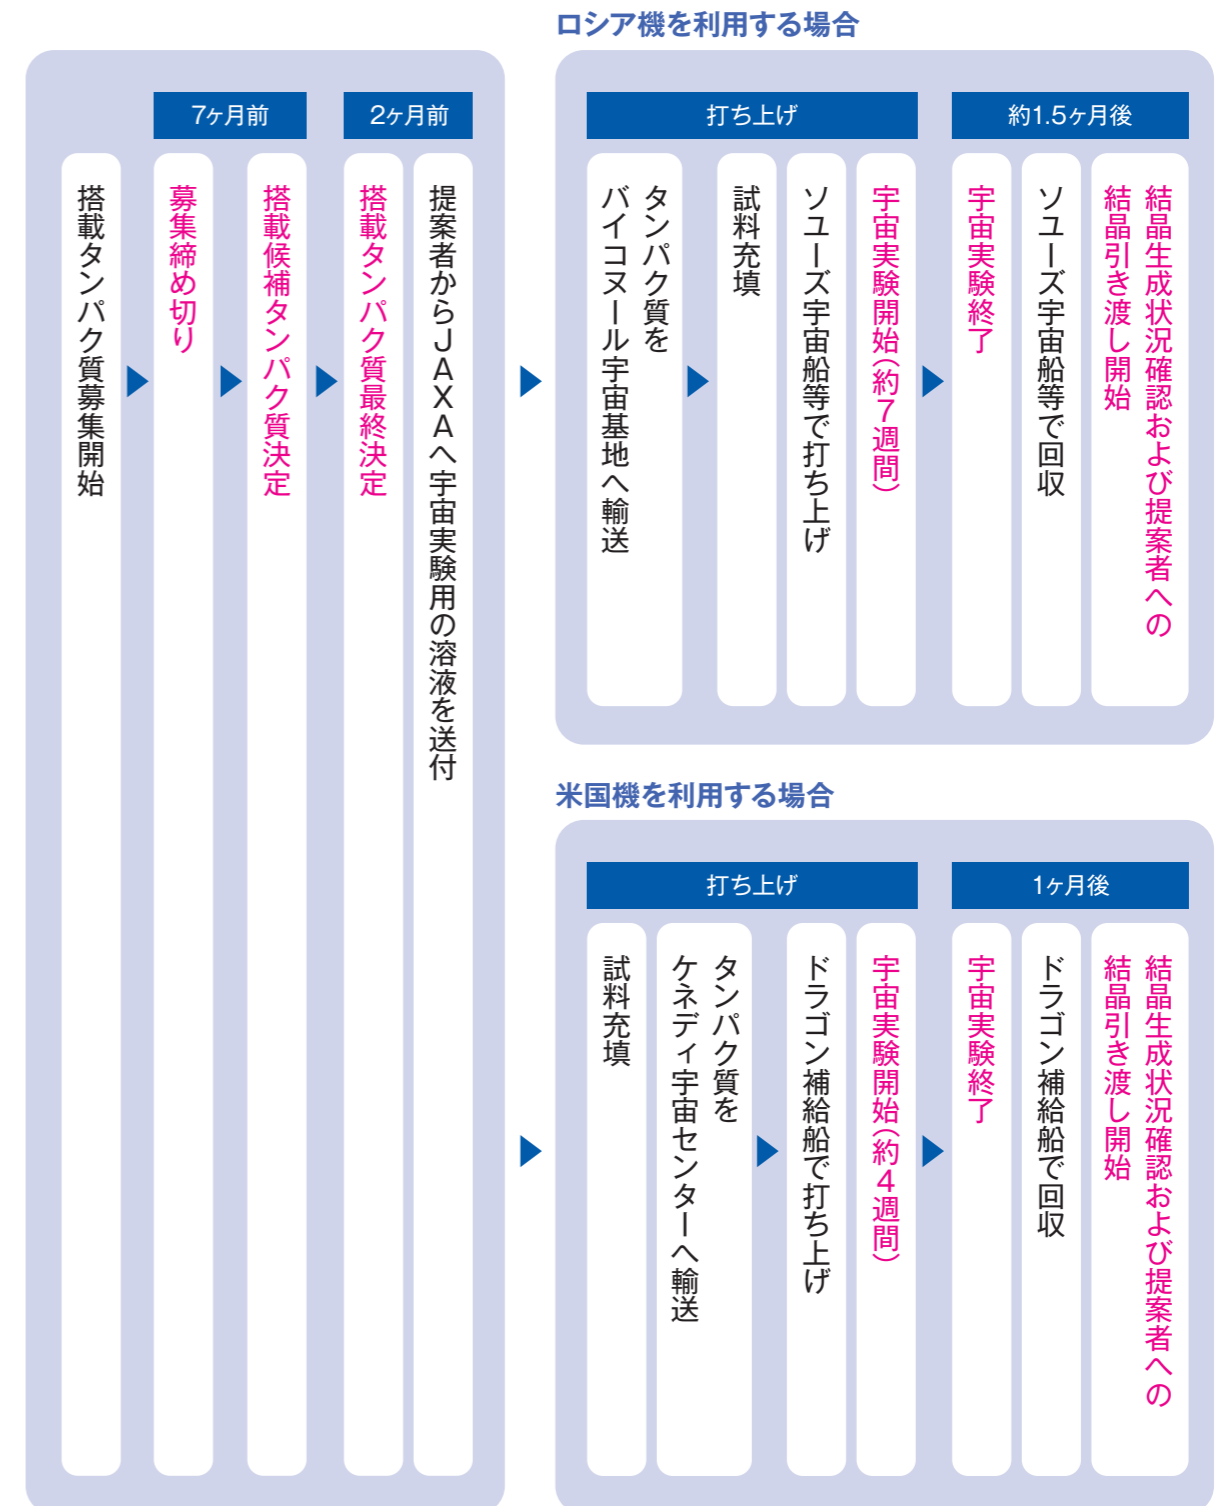 7ヶ月前
2ヶ月前
搭載タンパク質募集開始
募集締め切り
搭載候補タンパク質決定
搭載タンパク質最終決定
提案者からJAXAへ宇宙実験用の溶液を送付
ロシア機を利用する場合
打ち上げ
約1.5ヶ月後
タンパク質を
バイコヌール宇宙基地へ輸送
試料充填
ソユーズ宇宙船等で打ち上げ
宇宙実験開始(約7週間)
宇宙実験終了
ソユーズ宇宙船等で回収
結晶生成状況確認および提案者への
結晶引き渡し開始
米国機を利用する場合
打ち上げ
1ヶ月後
試料充填
タンパク質を
ケネディ宇宙センターへ輸送
ドラゴン補給船で打ち上げ
宇宙実験開始(約4週間)
宇宙実験終了
ドラゴン補給船で回収
結晶生成状況確認および提案者への
結晶引き渡し開始